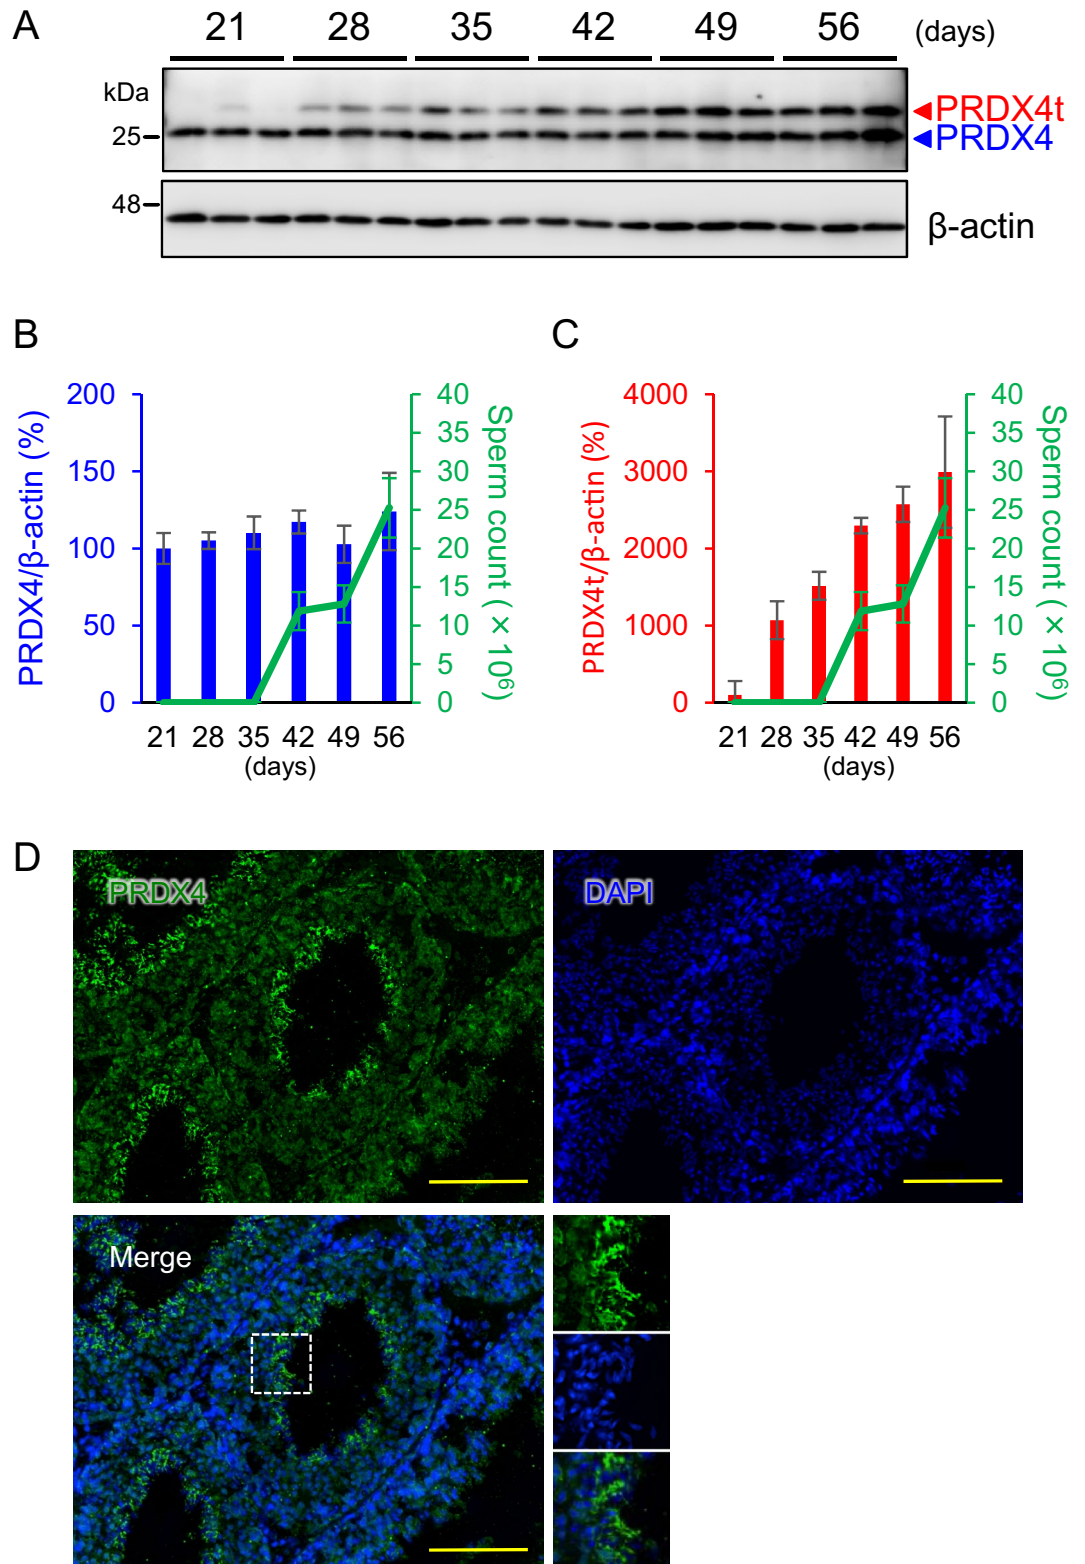 A
21 28 35 42 49 56 (days)
kDa
25
PRDX4t
PRDX4
48
β-actin
B
PRDX4/β-actin (%)
200
150
100
50
0
40
35
30
25
20
15
10
5
0
Sperm count (×10⁶)
21 28 35 42 49 56
(days)
C
PRDX4t/β-actin (%)
4000
3000
2000
1000
0
40
35
30
25
20
15
10
5
0
Sperm count (×10⁶)
21 28 35 42 49 56
(days)
D
PRDX4
DAPI
Merge